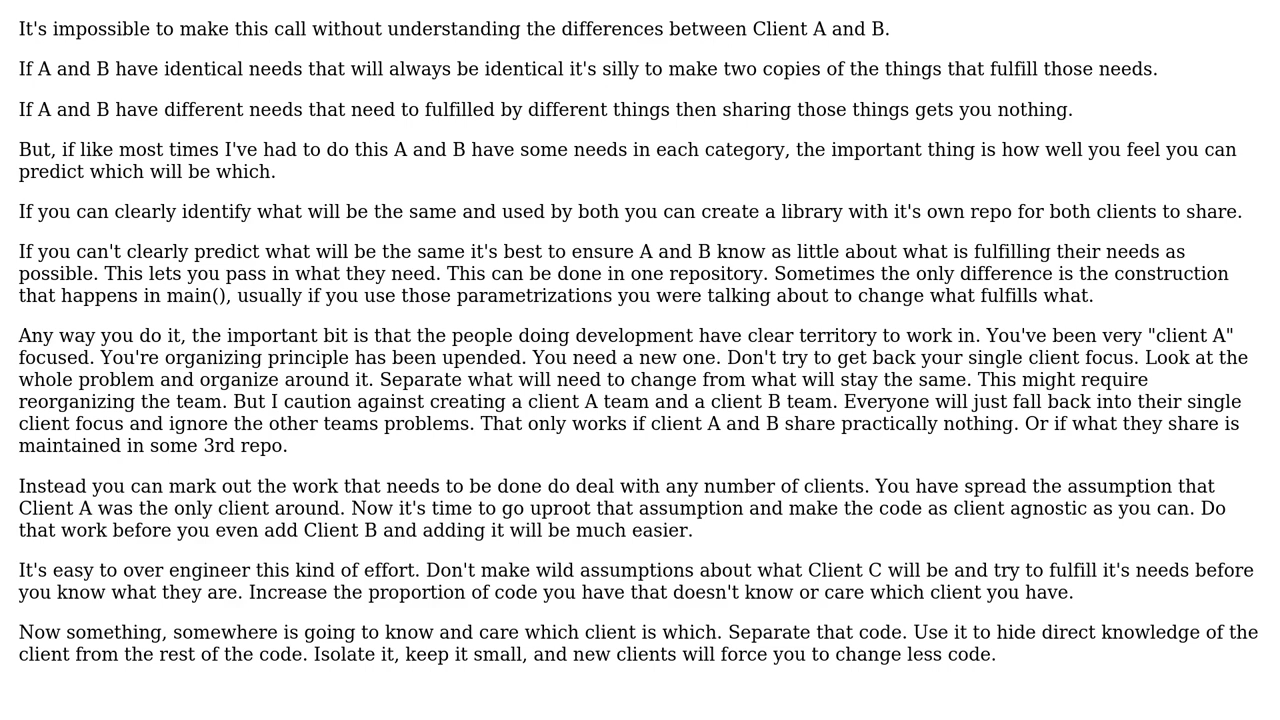 It's impossible to make this call without understanding the differences between Client A and B.
If A and B have identical needs that will always be identical it's silly to make two copies of the things that fulfill those needs.
If A and B have different needs that need to fulfilled by different things then sharing those things gets you nothing.
But, if like most times I've had to do this A and B have some needs in each category, the important thing is how well you feel you can
predict which will be which.
If you can clearly identify what will be the same and used by both you can create a library with it's own repo for both clients to share.
If you can't clearly predict what will be the same it's best to ensure A and B know as little about what is fulfilling their needs as
possible. This lets you pass in what they need. This can be done in one repository. Sometimes the only difference is the construction
that happens in main(), usually if you use those parametrizations you were talking about to change what fulfills what.
Any way you do it, the important bit is that the people doing development have clear territory to work in. You've been very "client A"
focused. You're organizing principle has been upended. You need a new one. Don't try to get back your single client focus. Look at the
whole problem and organize around it. Separate what will need to change from what will stay the same. This might require
reorganizing the team. But I caution against creating a client A team and a client B team. Everyone will just fall back into their single
client focus and ignore the other teams problems. That only works if client A and B share practically nothing. Or if what they share is
maintained in some 3rd repo.
Instead you can mark out the work that needs to be done do deal with any number of clients. You have spread the assumption that
Client A was the only client around. Now it's time to go uproot that assumption and make the code as client agnostic as you can. Do
that work before you even add Client B and adding it will be much easier.
It's easy to over engineer this kind of effort. Don't make wild assumptions about what Client C will be and try to fulfill it's needs before
you know what they are. Increase the proportion of code you have that doesn't know or care which client you have.
Now something, somewhere is going to know and care which client is which. Separate that code. Use it to hide direct knowledge of the
client from the rest of the code. Isolate it, keep it small, and new clients will force you to change less code.